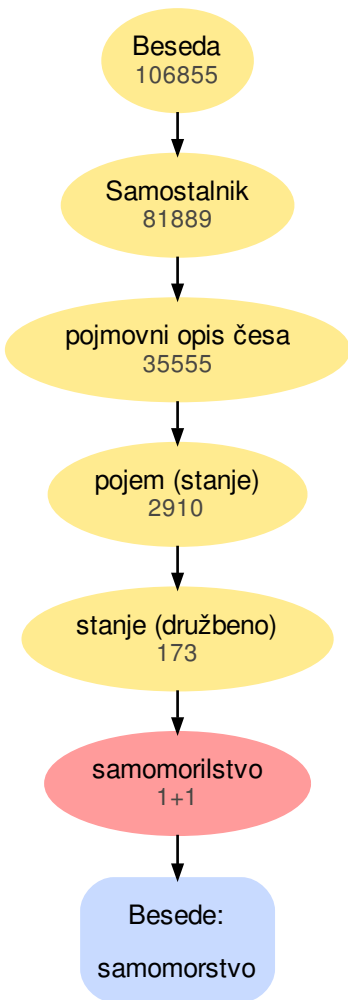 Beseda
106855
Samostalnik
81889
pojmovni opis česa
35555
pojem (stanje)
2910
stanje (družbeno)
173
samomorilstvo
1+1
Besede:
samomorstvo